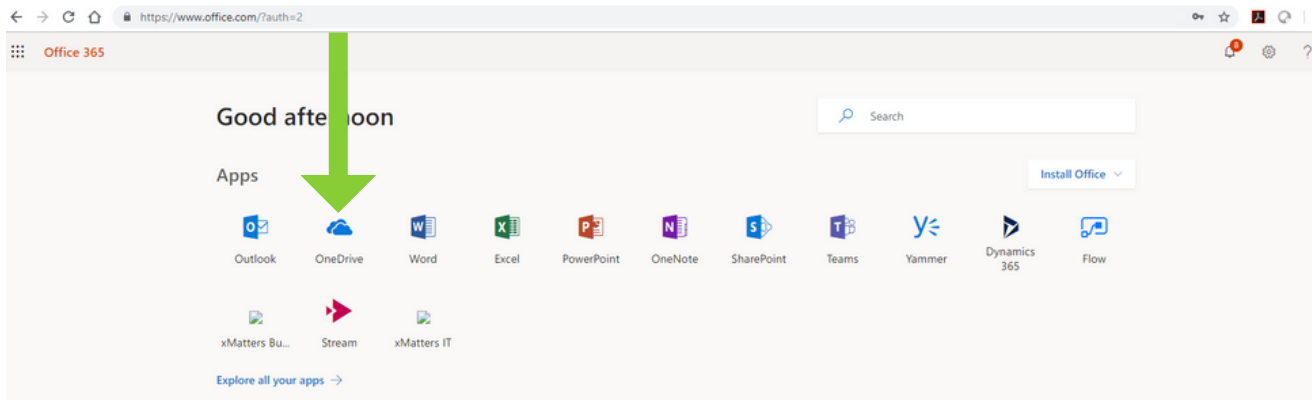 https://www.office.com/?auth=2
Office 365
8
?
Good afte noon
Search
Apps
Install Office
Outlook
OneDrive
Word
Excel
PowerPoint
OneNote
SharePoint
Teams
Yammer
Dynamics
365
Flow
xMatters Bu...
Stream
xMatters IT
Explore all your apps →